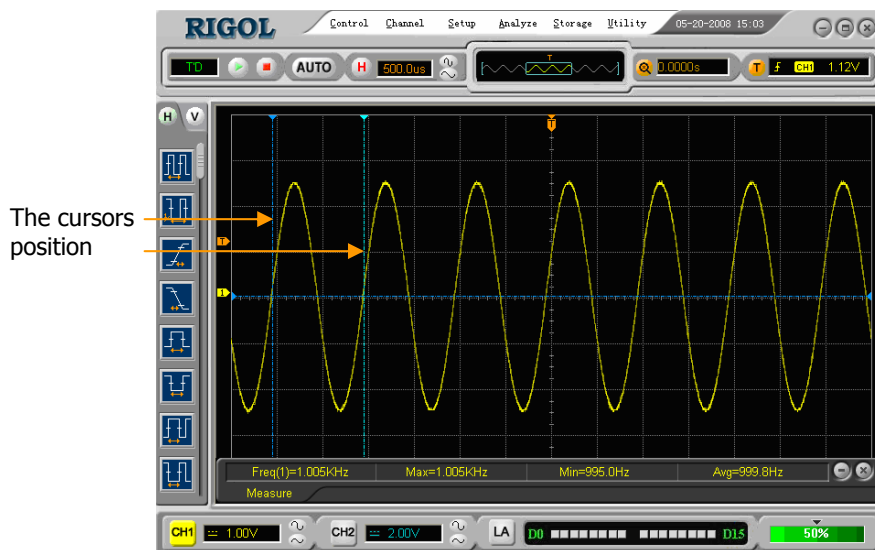 RIGOL
Control Channel Setup Analyze Storage Utility 05-20-2008 15:03
T'D AUTO H 500.0us T 0.0000s T CH1 1.12V
H V
T
T
1
The cursors
position
Freq(1)=1.005KHz Max=1.005KHz Min=995.0Hz Avg=999.8Hz
Measure
CH1 1.00V CH2 2.00V LA D0 D15 50%